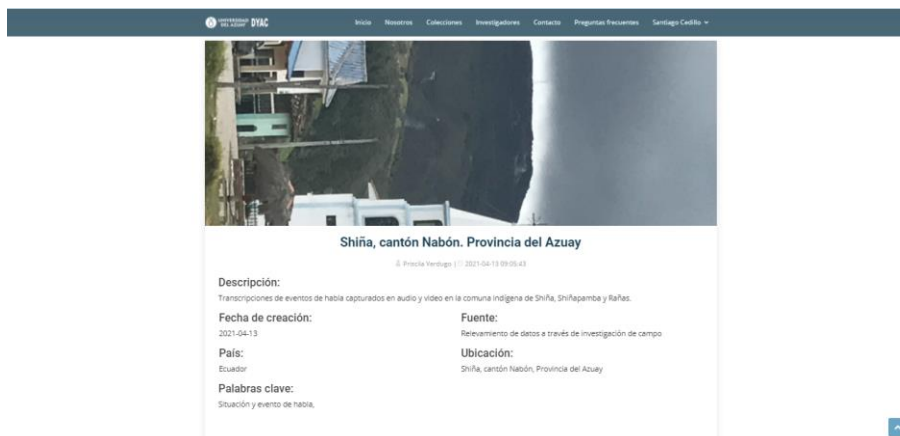 UNIVERSIDAD DEL AZUAY DYAC Inicio Nosotros Colecciones Investigadores Contacto Preguntas frecuentes Santiago Cedillo
Shiña, cantón Nabón. Provincia del Azuay
Priscila Verdugo | 2021-04-13 09:05:43
Descripción:
Transcripciones de eventos de habla capturados en audio y video en la comuna indígena de Shiña, Shiñapamba y Rañas.
Fecha de creación:
2021-04-13
Fuente:
Relevamiento de datos a través de investigación de campo
País:
Ecuador
Ubicación:
Shiña, cantón Nabón, Provincia del Azuay
Palabras clave:
Situación y evento de habla,